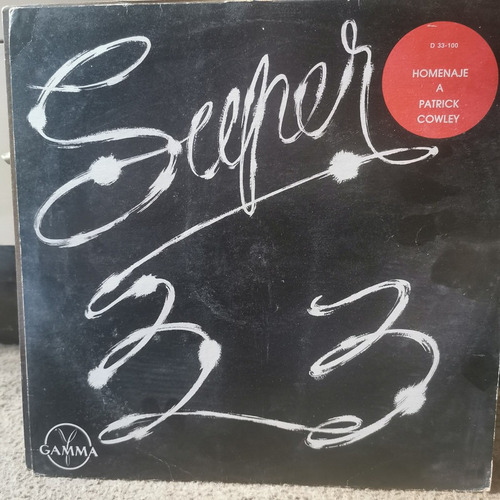 Super
33
D 33-100
HOMENAJE
A
PATRICK
COWLEY
GAMMA